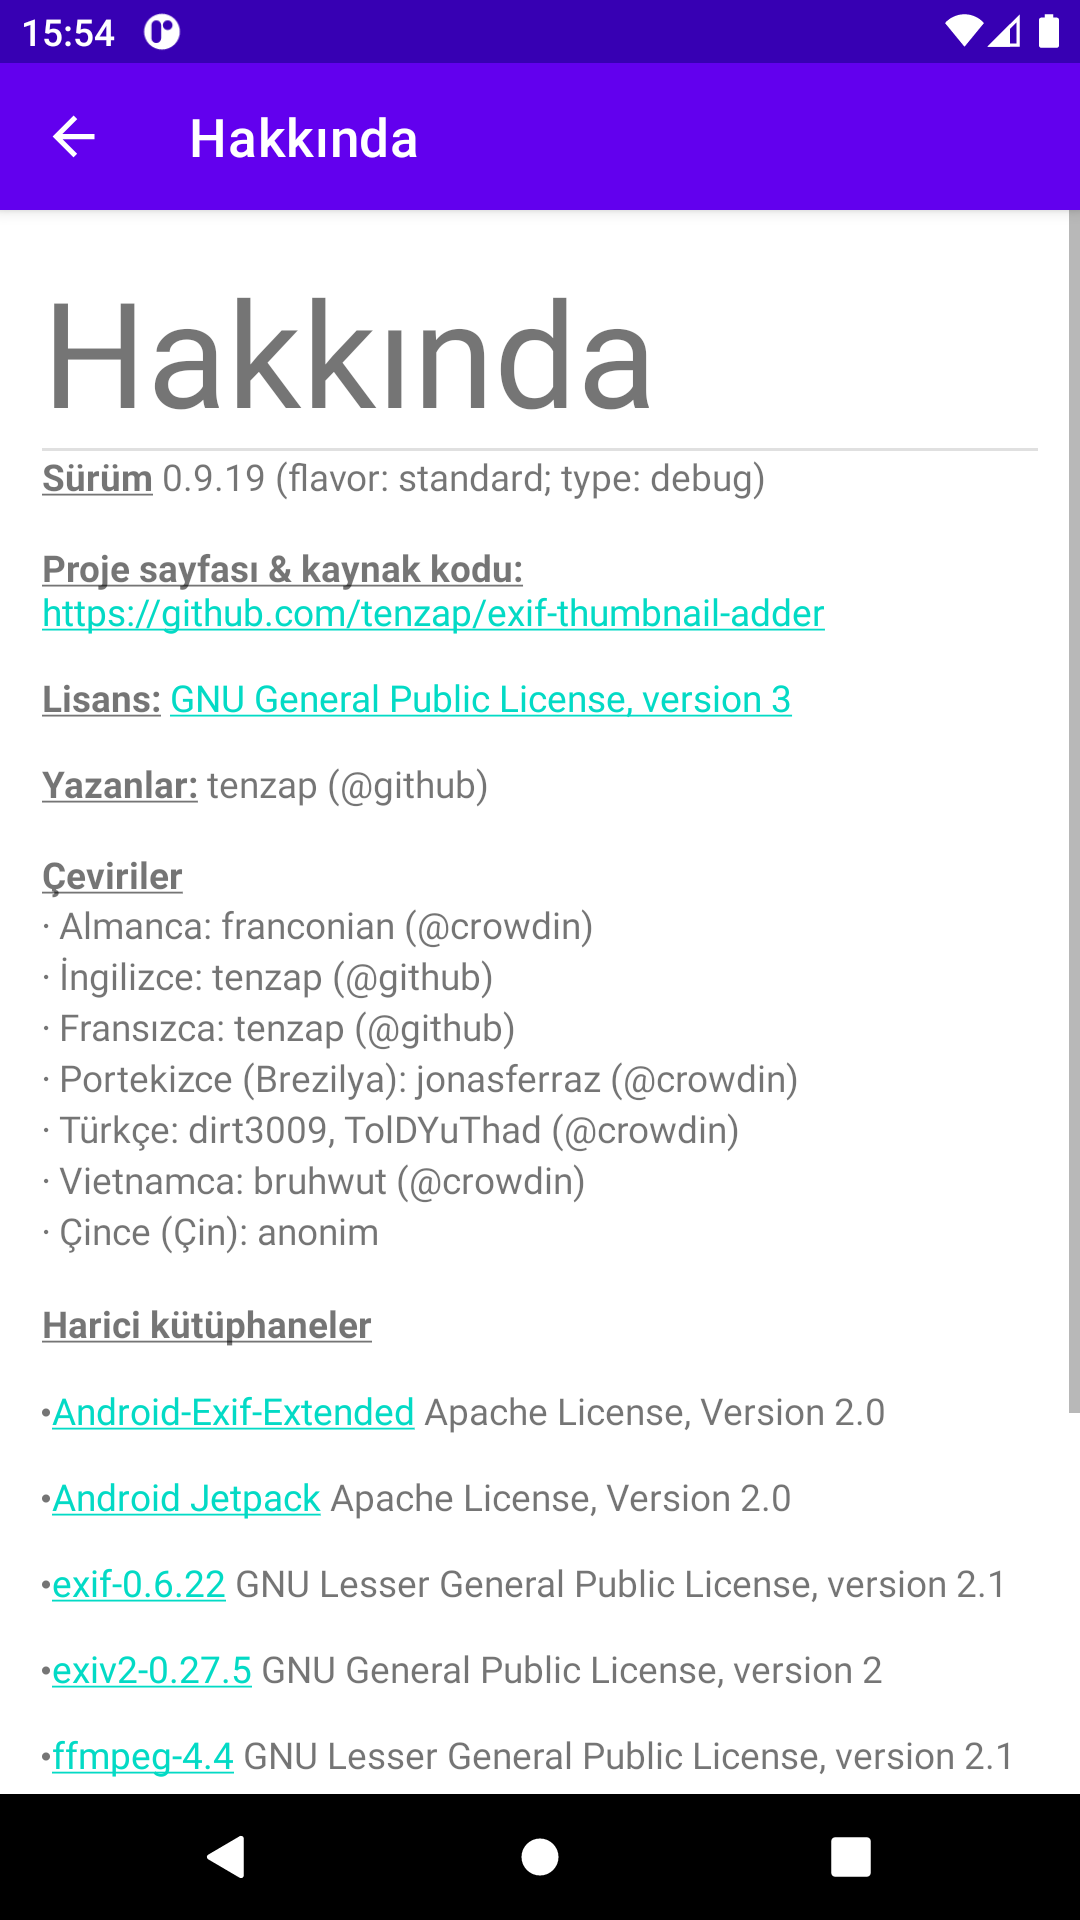 15:54
Hakkında
Hakkında
Sürüm 0.9.19 (flavor: standard; type: debug)
Proje sayfası & kaynak kodu:
https://github.com/tenzap/exif-thumbnail-adder
Lisans: GNU General Public License, version 3
Yazanlar: tenzap (@github)
Çeviriler
· Almanca: franconian (@crowdin)
· İngilizce: tenzap (@github)
· Fransızca: tenzap (@github)
· Portekizce (Brezilya): jonasferraz (@crowdin)
· Türkçe: dirt3009, TolDYuThad (@crowdin)
· Vietnamca: bruhwut (@crowdin)
· Çince (Çin): anonim
Harici kütüphaneler
•Android-Exif-Extended Apache License, Version 2.0
•Android Jetpack Apache License, Version 2.0
•exif-0.6.22 GNU Lesser General Public License, version 2.1
•exiv2-0.27.5 GNU General Public License, version 2
•ffmpeg-4.4 GNU Lesser General Public License, version 2.1